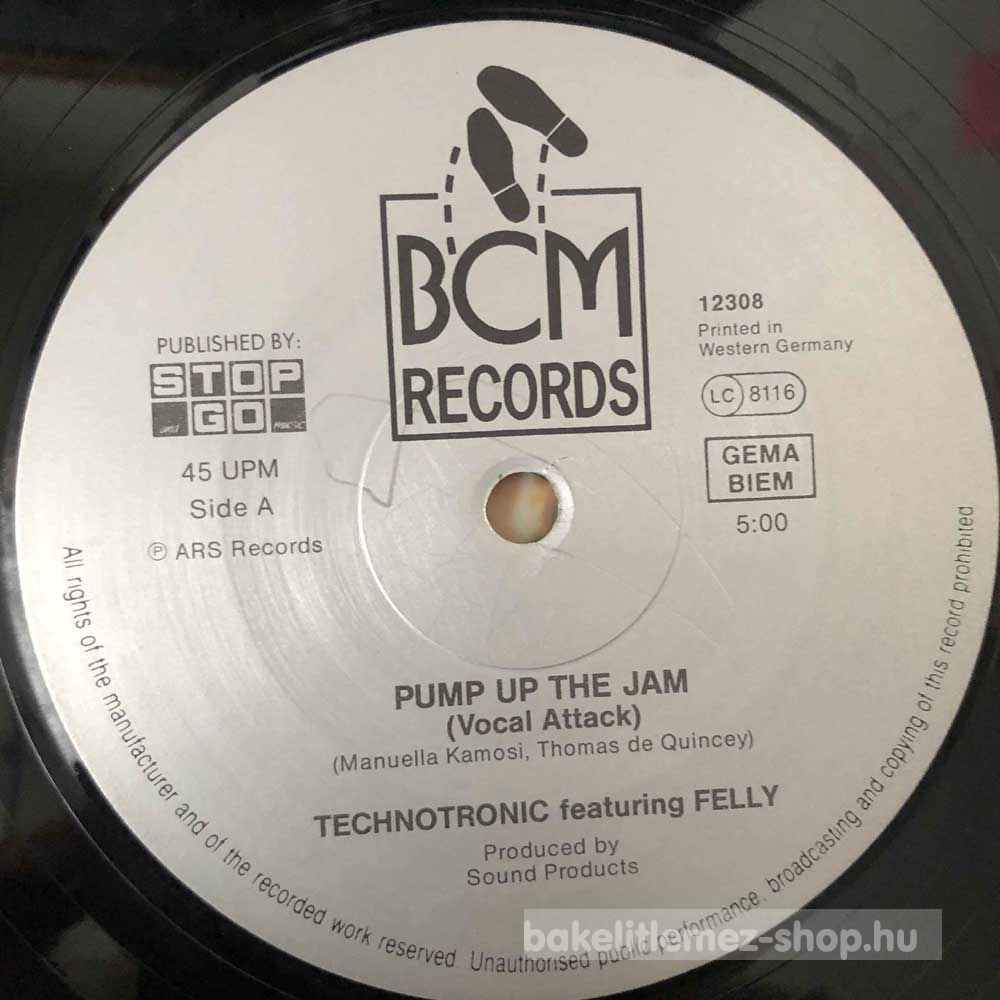 BCM
RECORDS
PUBLISHED BY:
STOP
GO
MUSIC
45 UPM
Side A
℗ ARS Records
12308
Printed in
Western Germany
LC 8116
GEMA
BIEM
5:00
PUMP UP THE JAM
(Vocal Attack)
(Manuella Kamosi, Thomas de Quincey)
TECHNOTRONIC featuring FELLY
Produced by
Sound Products
All rights of the manufacturer and of the recorded work reserved. Unauthorised public performance, broadcasting and copying of this record prohibited
bakelitlemez-shop.hu